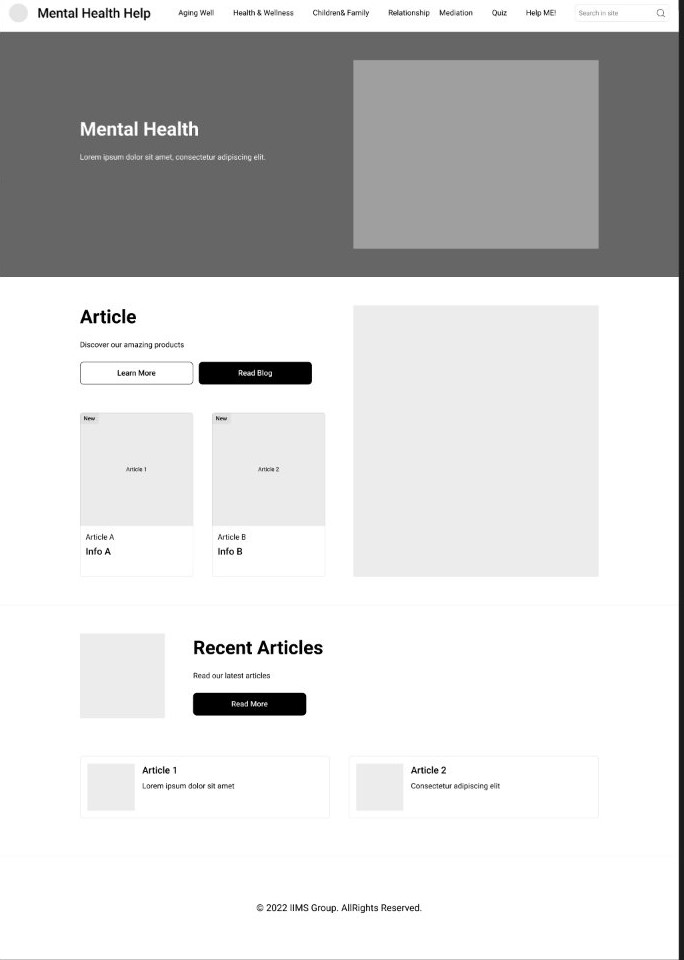 Mental Health Help
Aging Well
Health & Wellness
Children& Family
Relationship
Mediation
Quiz
Help ME!
Search in site
Mental Health
Lorem ipsum dolor sit amet, consectetur adipiscing elit.
Article
Discover our amazing products
Learn More
Read Blog
New
New
Article 1
Article 2
Article A
Article B
Info A
Info B
Recent Articles
Read our latest articles
Read More
Article 1
Lorem ipsum dolor sit amet
Article 2
Consectetur adipiscing elit
© 2022 IIMS Group. AllRights Reserved.